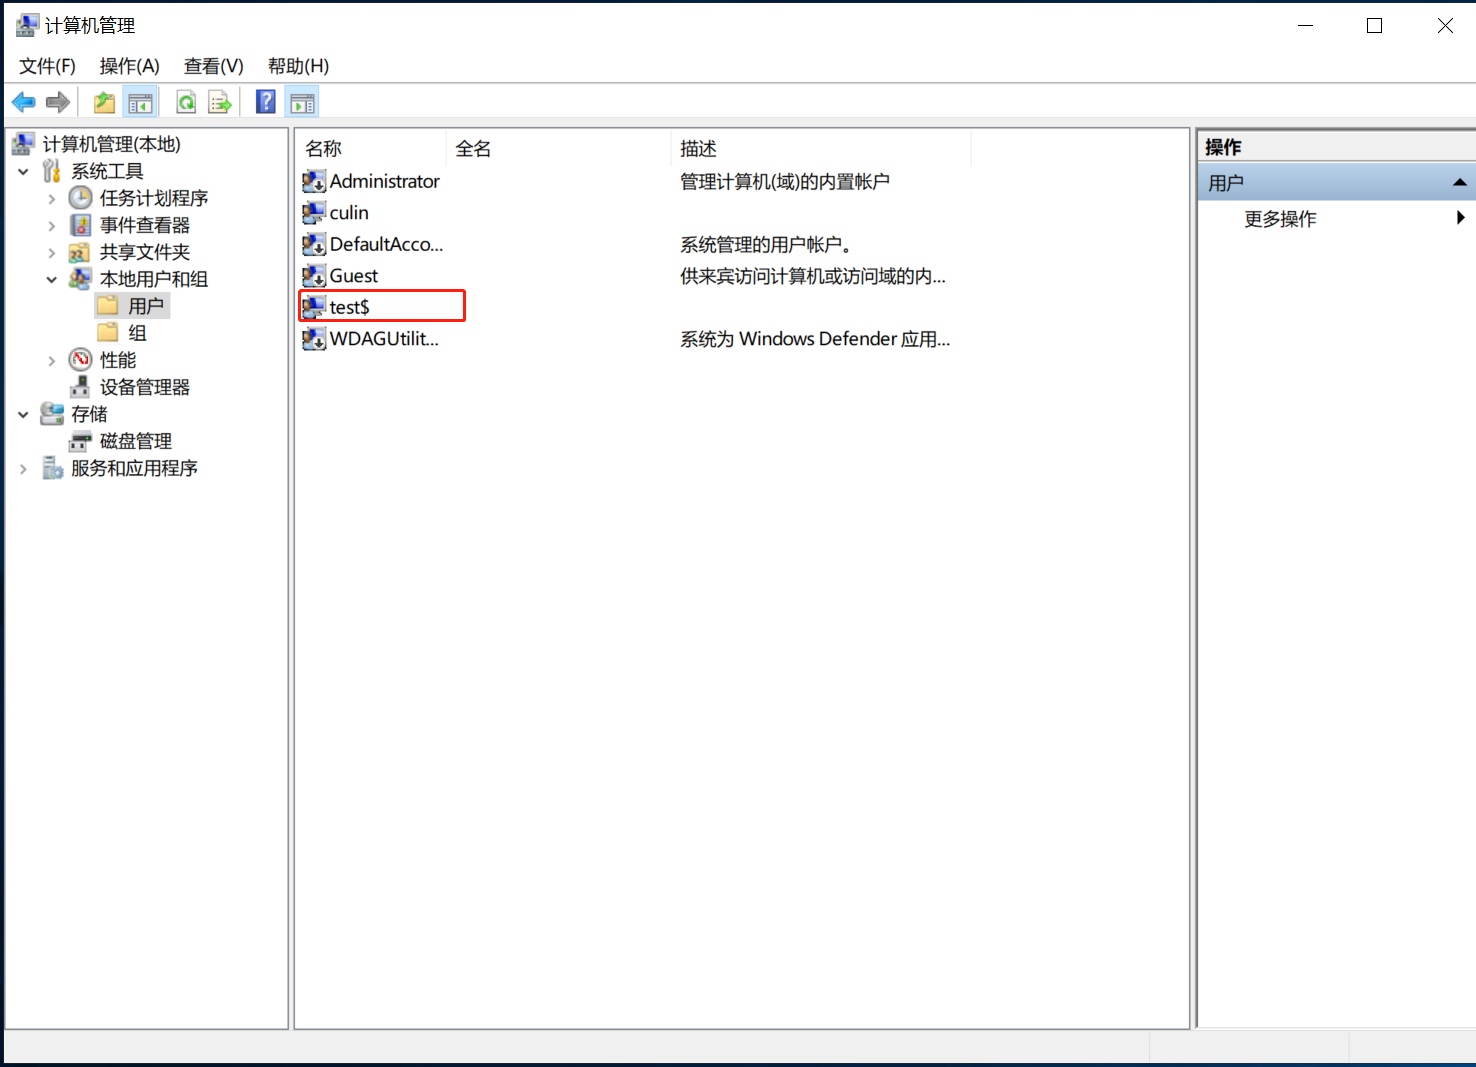 计算机管理
文件(F) 操作(A) 查看(V) 帮助(H)
计算机管理(本地)
系统工具
任务计划程序
事件查看器
共享文件夹
本地用户和组
用户
组
性能
设备管理器
存储
磁盘管理
服务和应用程序
名称 全名 描述
Administrator 管理计算机(域)的内置帐户
culin
DefaultAcco... 系统管理的用户帐户。
Guest 供来宾访问计算机或访问域的内...
test$
WDAGUtilit... 系统为 Windows Defender 应用...
操作
用户
更多操作